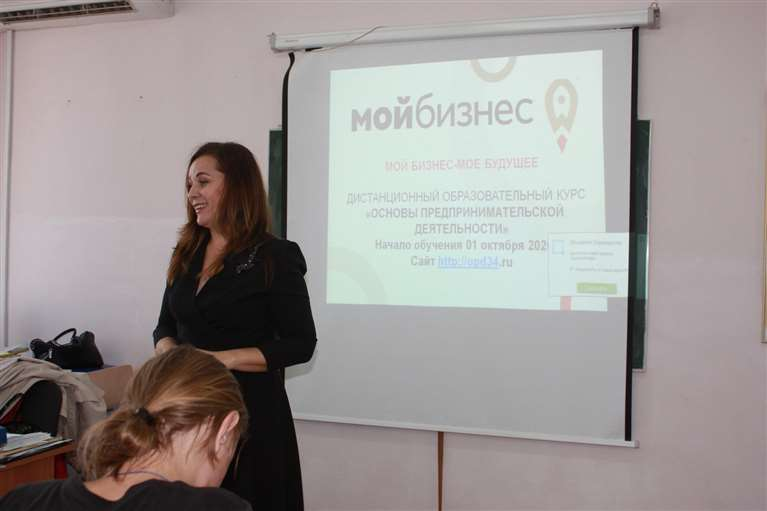 мойбизнес
МОЙ БИЗНЕС-МОЕ БУДУЩЕЕ
ДИСТАНЦИОННЫЙ ОБРАЗОВАТЕЛЬНЫЙ КУРС
«ОСНОВЫ ПРЕДПРИНИМАТЕЛЬСКОЙ
ДЕЯТЕЛЬНОСТИ»
Начало обучения 01 октября 202
Сайт http://opd34.ru